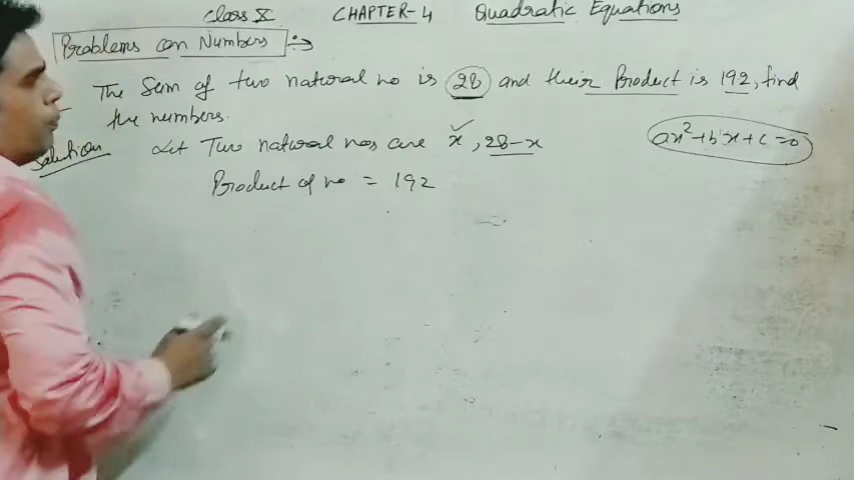 Class X CHAPTER-4 Quadratic Equations
Problems on Numbers
The Sum of two natural no is 28 and their Product is 192, find
the numbers.
Solution Let Two natural nos are x, 28-x ax²+bx+c=0
Product of no = 192